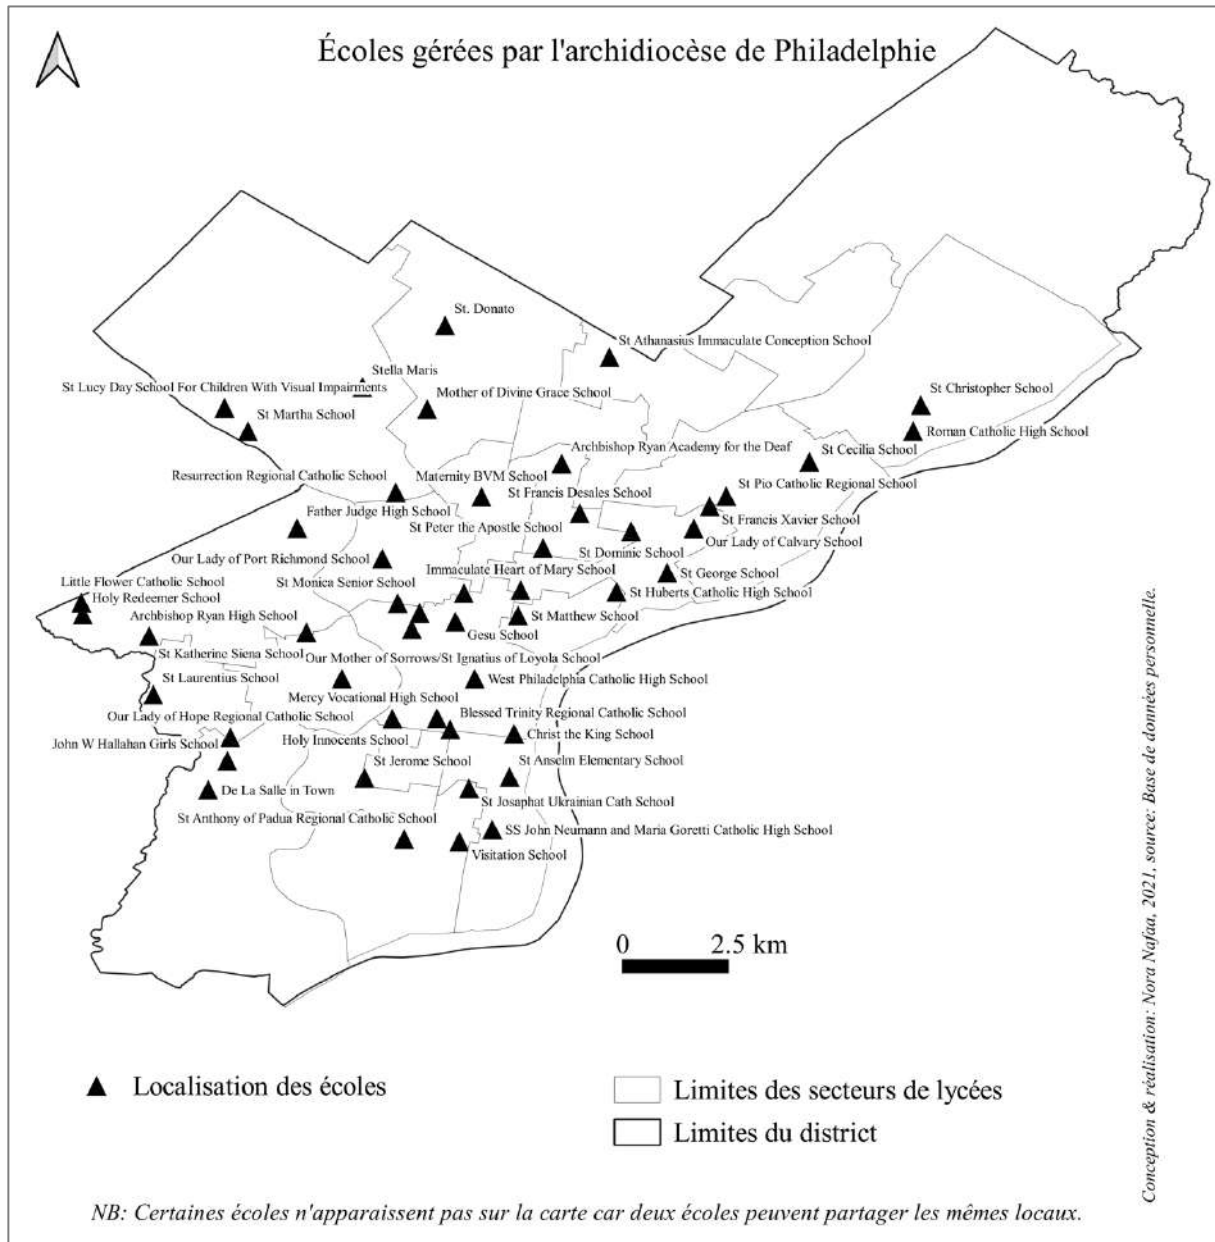 Écoles gérées par l'archidiocèse de Philadelphie
St. Donato
St Athanasius Immaculate Conception School
Stella Maris
St Lucy Day School For Children With Visual Impairments
Mother of Divine Grace School
St Christopher School
St Martha School
Roman Catholic High School
Archbishop Ryan Academy for the Deaf
St Cecilia School
Resurrection Regional Catholic School
Maternity BVM School
St Pio Catholic Regional School
St Francis Desales School
Father Judge High School
St Francis Xavier School
St Peter the Apostle School
Our Lady of Calvary School
St Dominic School
Our Lady of Port Richmond School
Immaculate Heart of Mary School
St George School
Little Flower Catholic School
St Monica Senior School
St Huberts Catholic High School
Holy Redeemer School
Archbishop Ryan High School
St Matthew School
Gesu School
St Katherine Siena School
Our Mother of Sorrows/St Ignatius of Loyola School
St Laurentius School
West Philadelphia Catholic High School
Mercy Vocational High School
Our Lady of Hope Regional Catholic School
Blessed Trinity Regional Catholic School
Christ the King School
John W Hallahan Girls School
Holy Innocents School
St Jerome School
St Anselm Elementary School
De La Salle in Town
St Josaphat Ukrainian Cath School
St Anthony of Padua Regional Catholic School
SS John Neumann and Maria Goretti Catholic High School
Visitation School
0 2.5 km
Localisation des écoles
Limites des secteurs de lycées
Limites du district
Conception & réalisation: Nora Nafaa, 2021, source: Base de données personnelle.
NB: Certaines écoles n'apparaissent pas sur la carte car deux écoles peuvent partager les mêmes locaux.